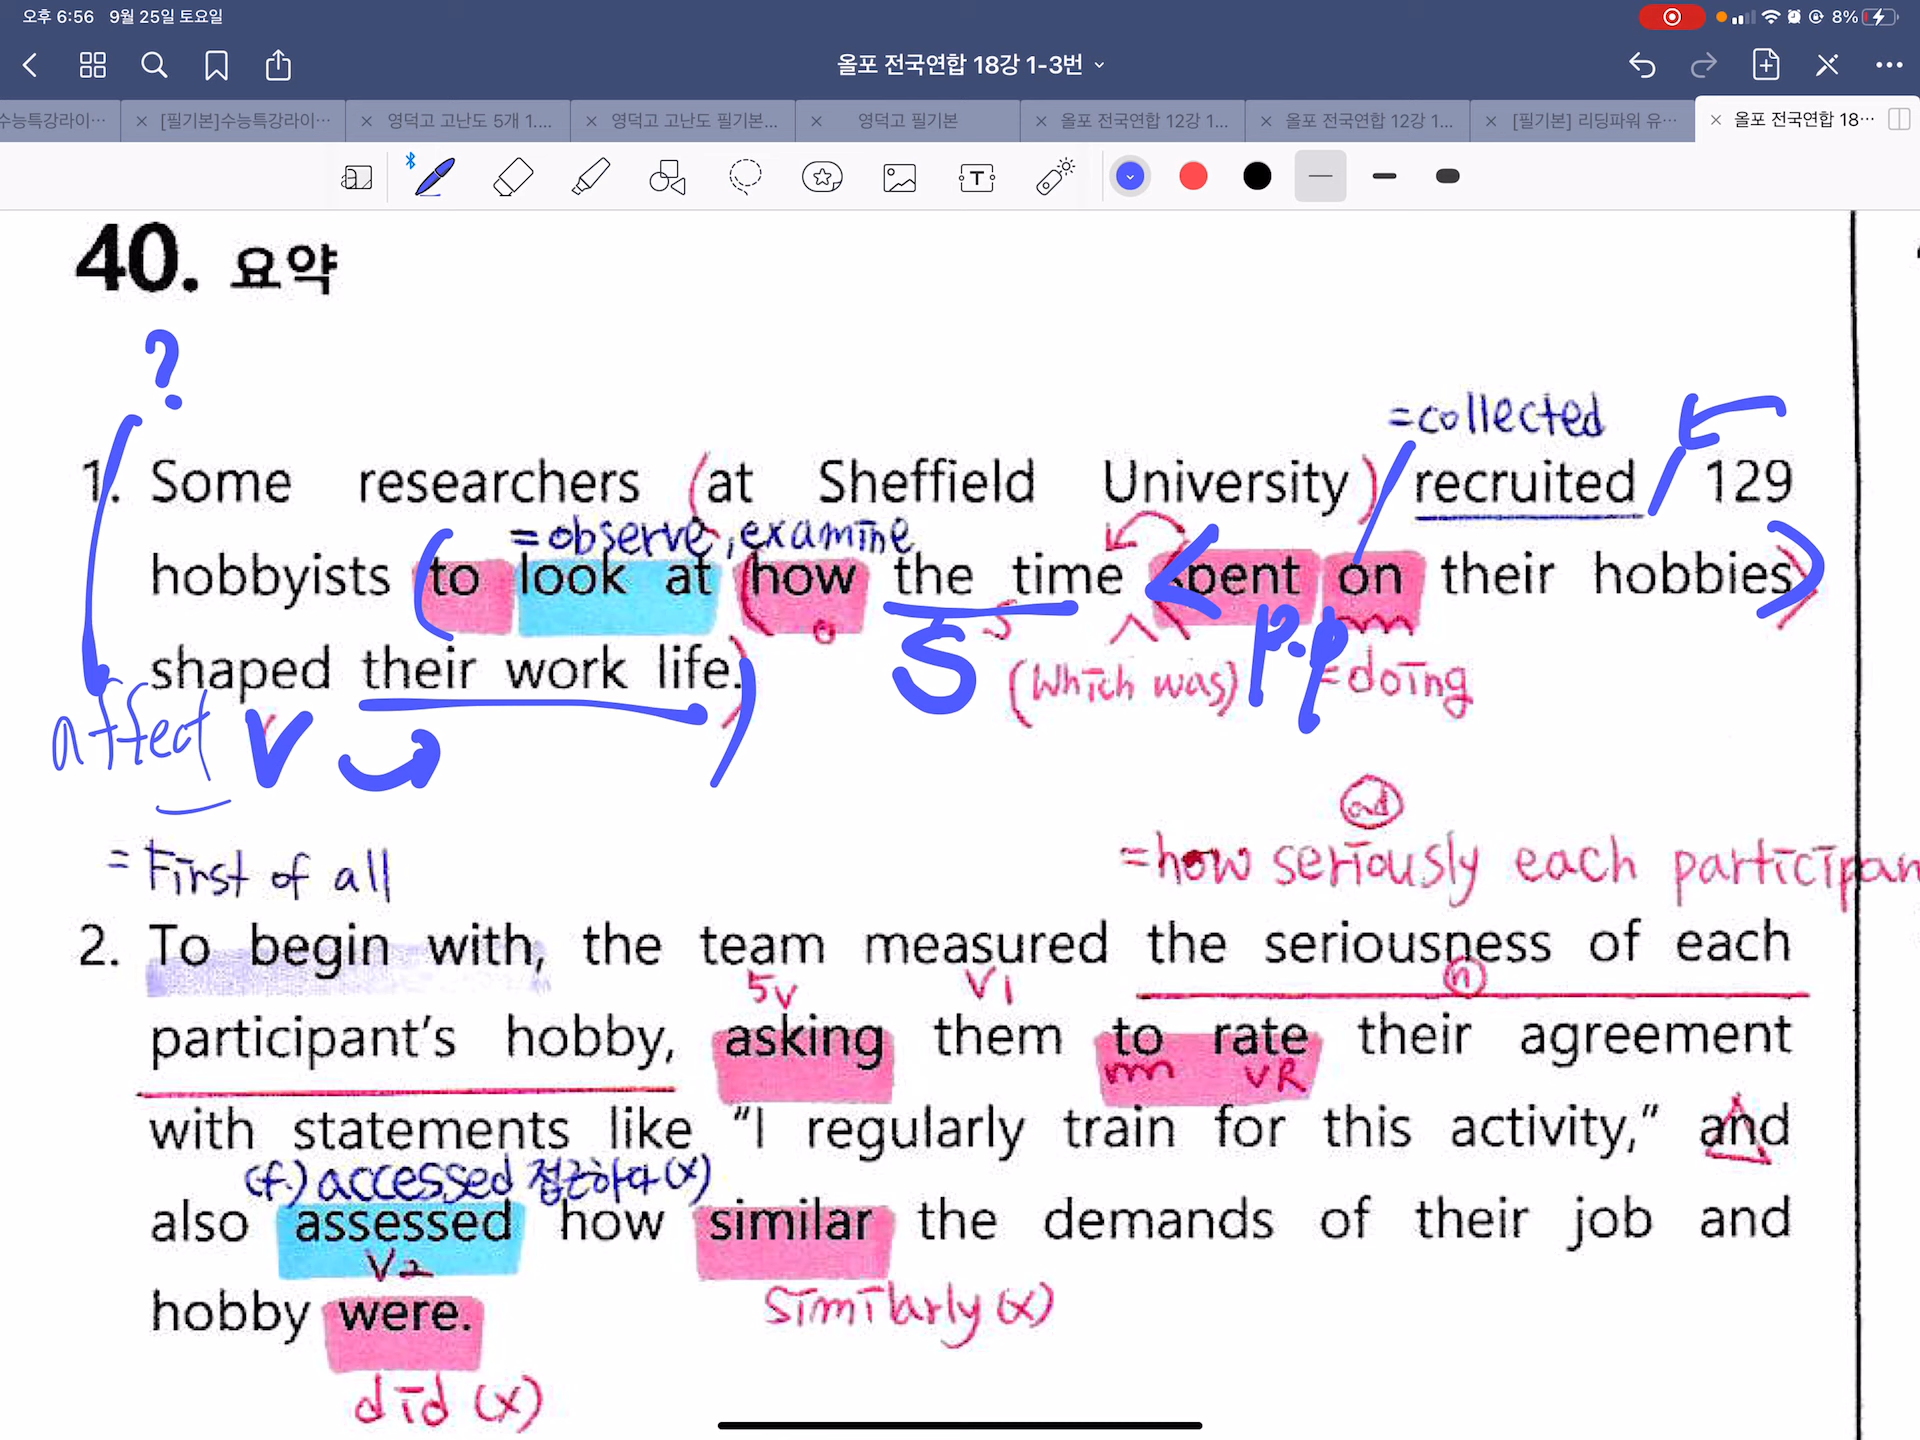 오후 6:56 9월 25일 토요일
8%
올포 전국연합 18강 1-3번
수능특강라이… × [필기본]수능특강라이… × 영덕고 고난도 5개 1.... × 영덕고 고난도 필기본... × 영덕고 필기본 × 올포 전국연합 12강 1... × 올포 전국연합 12강 1... × [필기본] 리딩파워 유… × 올포 전국연합 18…
40. 요약
?
=collected
1. Some researchers (at Sheffield University) recruited 129
=observe, examine
hobbyists (to look at (how the time <spent on their hobbies>
o S S p.p
(which was) =doing
shaped their work life.)
affect V
ad
=First of all
=how seriously each participan
2. To begin with, the team measured the seriousness of each
5v V1 n
participant's hobby, asking them to rate their agreement
VR
with statements like "I regularly train for this activity," and
(f.) accessed 접근하다(x)
also assessed how similar the demands of their job and
V2
similarly (x)
hobby were.
did (x)